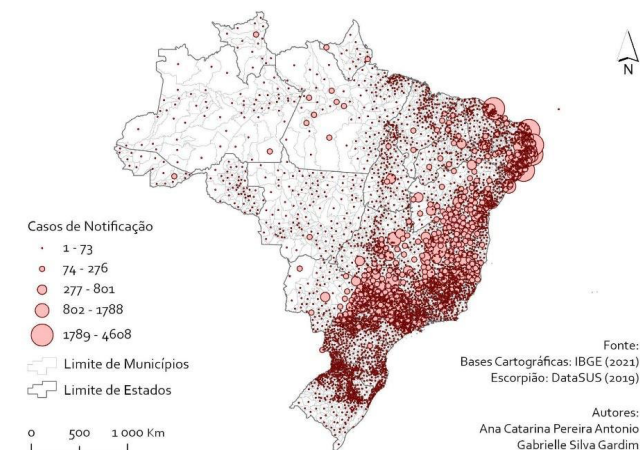 N
Casos de Notificação
1 - 73
74 - 276
277 - 801
802 - 1788
1789 - 4608
Limite de Municípios
Limite de Estados
0 500 1 000 Km
Fonte:
Bases Cartográficas: IBGE (2021)
Escorpião: DataSUS (2019)
Autores:
Ana Catarina Pereira Antonio
Gabrielle Silva Gardim